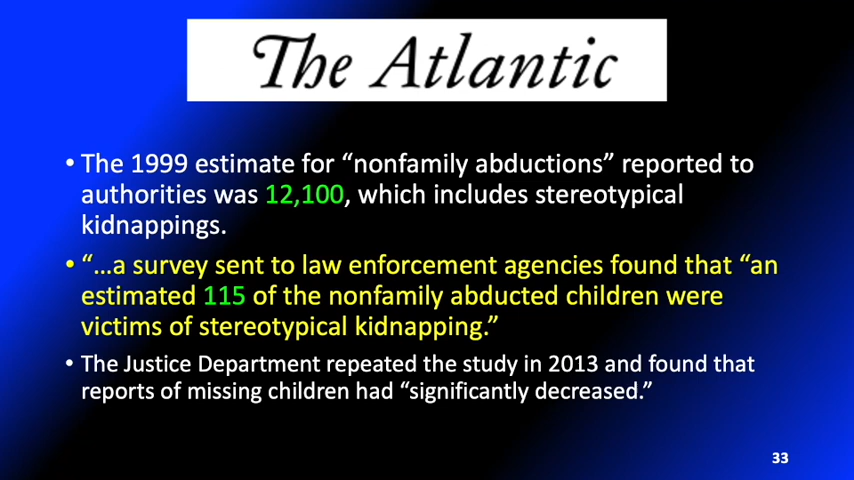 The Atlantic
• The 1999 estimate for “nonfamily abductions” reported to
authorities was 12,100, which includes stereotypical
kidnappings.
• “…a survey sent to law enforcement agencies found that “an
estimated 115 of the nonfamily abducted children were
victims of stereotypical kidnapping.”
• The Justice Department repeated the study in 2013 and found that
reports of missing children had “significantly decreased.”
33